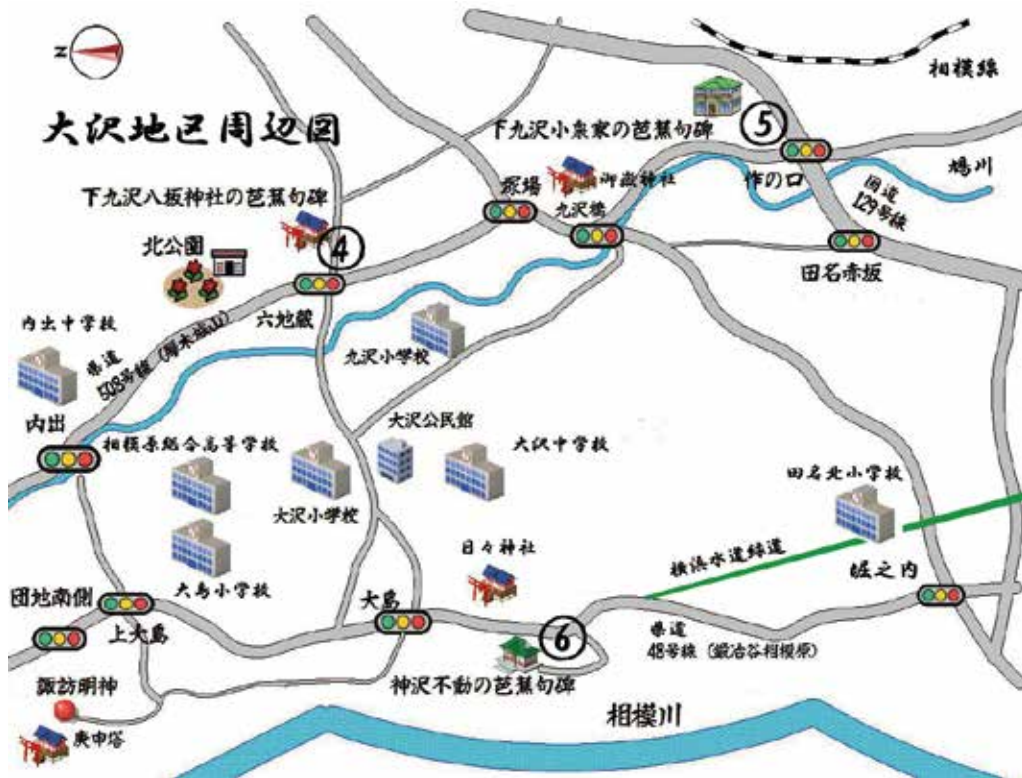 N
大沢地区周辺図
相模線
下九沢小泉家の芭蕉句碑
⑤
作の口
鳩川
国道
129号線
御嶽神社
塚場
九沢橋
田名赤坂
下九沢八坂神社の芭蕉句碑
④
北公園
六地蔵
内出中学校
県道
508号線(厚木城山)
九沢小学校
内出
相模原総合高等学校
大沢公民館
大沢中学校
大沢小学校
田名北小学校
大島小学校
日々神社
横浜水道緑道
団地南側
上大島
大島
堀之内
⑥
県道
48号線(鍛冶谷相模原)
諏訪明神
神沢不動の芭蕉句碑
相模川
庚申塔